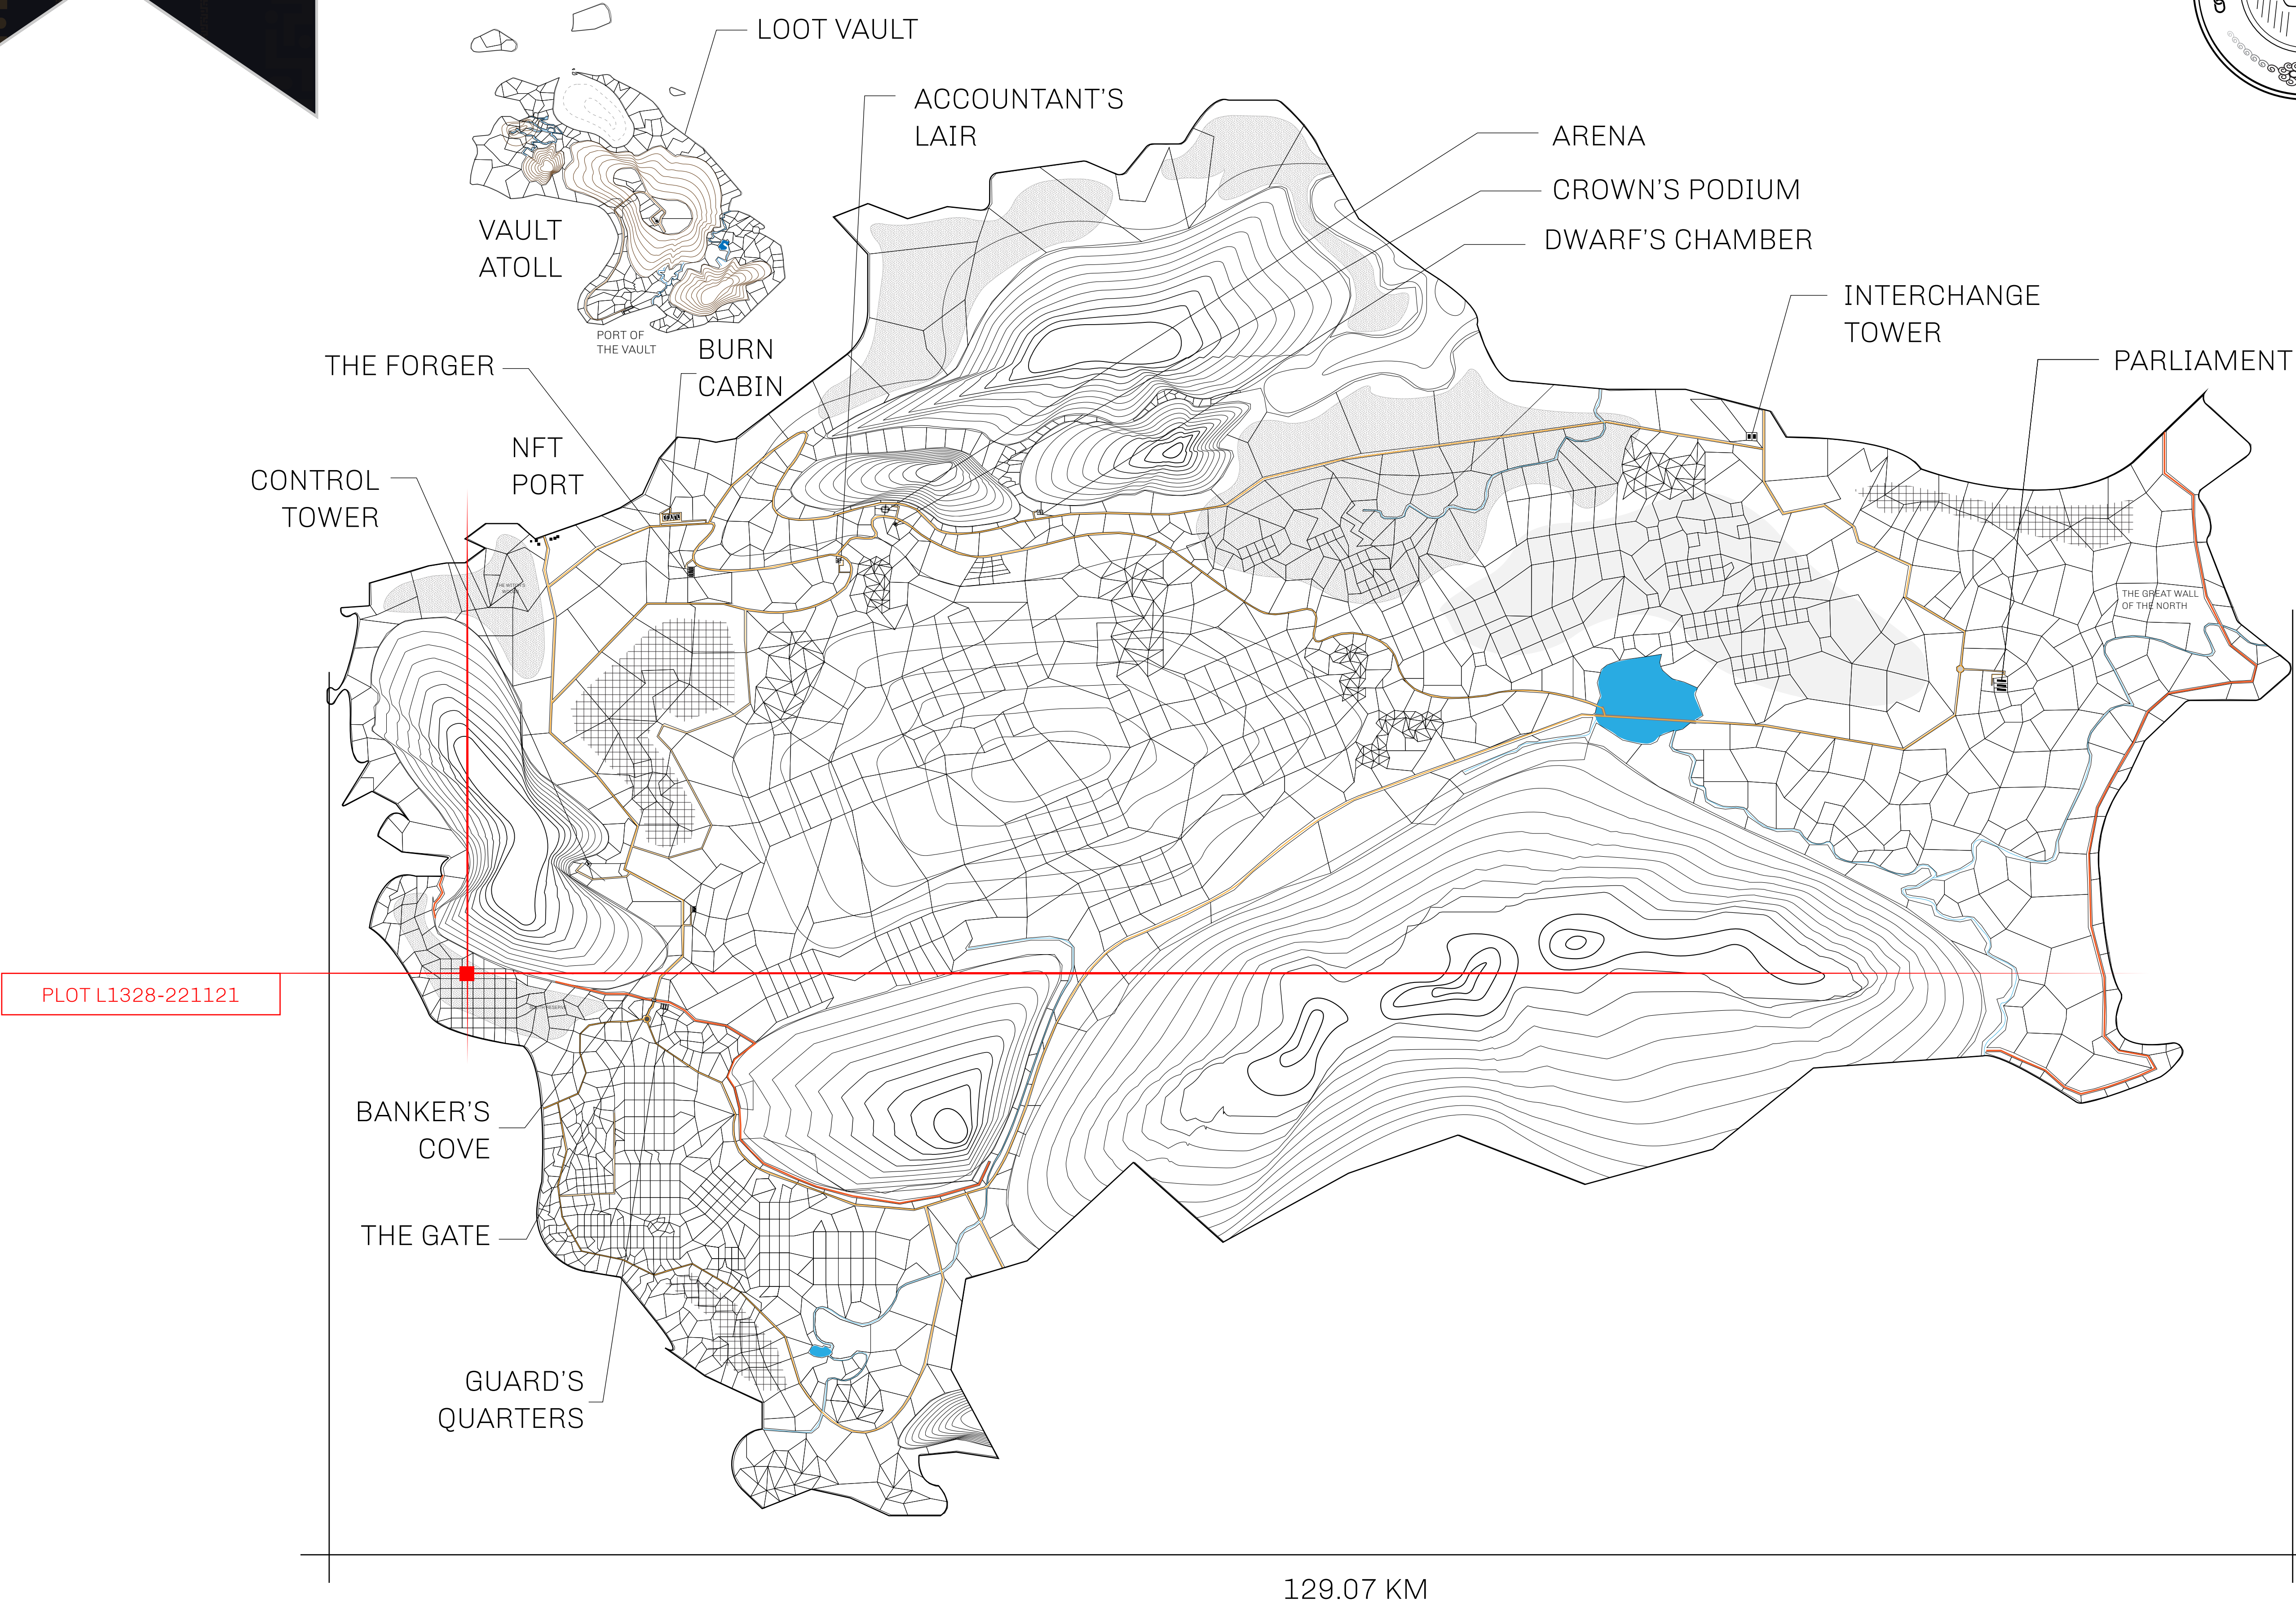 LOOT VAULT
ACCOUNTANT'S
LAIR
ARENA
CROWN'S PODIUM
DWARF'S CHAMBER
VAULT
ATOLL
INTERCHANGE
TOWER
PORT OF
THE VAULT
BURN
CABIN
THE FORGER
PARLIAMENT
NFT
PORT
CONTROL
TOWER
THE GREAT WALL
OF THE NORTH
PLOT L1328-221121
BANKER'S
COVE
THE GATE
GUARD'S
QUARTERS
129.07 KM